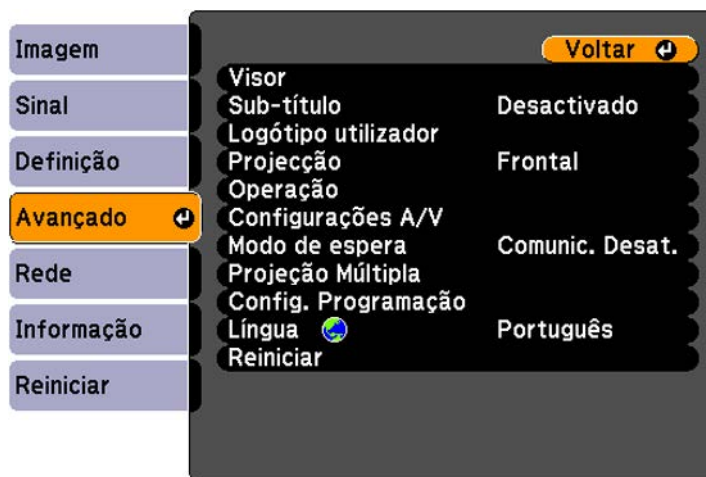 Imagem
Sinal
Definição
Avançado
Rede
Informação
Reiniciar
Voltar
Visor
Sub-título Desactivado
Logótipo utilizador
Projecção Frontal
Operação
Configurações A/V
Modo de espera Comunic. Desat.
Projeção Múltipla
Config. Programação
Língua Português
Reiniciar